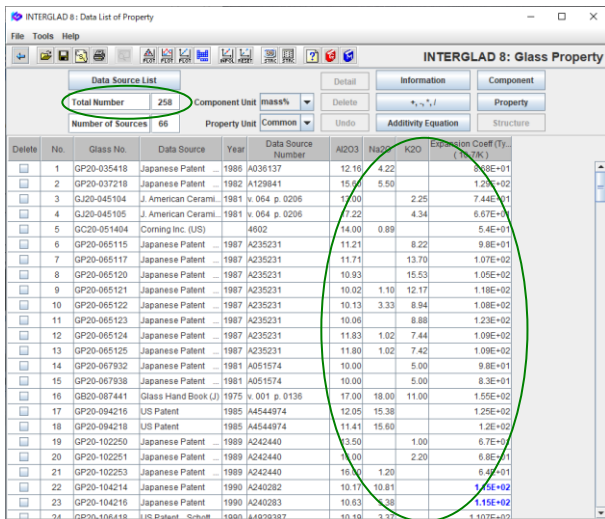 INTERGLAD 8: Data List of Property
File Tools Help
INTERGLAD 8: Glass Property
Data Source List Detail Information Component
Total Number 258 Component Unit mass% Delete +, -, *, / Property
Number of Sources 66 Property Unit Common Undo Additivity Equation Structure
Delete No. Glass No. Data Source Year Data Source Number Al2O3 Na2O K2O Expansion Coeff (Ty...
1 GP20-035418 Japanese Patent ... 1986 A036137 12.16 4.22 8.68E+01
2 GP20-037218 Japanese Patent ... 1982 A129841 15.60 5.50 1.29E+02
3 GJ20-045104 J. American Cerami... 1981 v. 064 p. 0206 2.25 7.44E+01
4 GJ20-045105 J. American Cerami... 1981 v. 064 p. 0206 17.22 4.34 6.67E+01
5 GC20-051404 Corning Inc. (US) 4602 14.00 0.89 5.4E+01
6 GP20-065115 Japanese Patent ... 1987 A235231 11.21 8.22 9.8E+01
7 GP20-065117 Japanese Patent ... 1987 A235231 11.71 13.70 1.07E+02
8 GP20-065120 Japanese Patent ... 1987 A235231 10.93 15.53 1.05E+02
9 GP20-065121 Japanese Patent ... 1987 A235231 10.02 1.10 12.17 1.18E+02
10 GP20-065122 Japanese Patent ... 1987 A235231 10.13 3.33 8.94 1.08E+02
11 GP20-065123 Japanese Patent ... 1987 A235231 10.06 8.88 1.23E+02
12 GP20-065124 Japanese Patent ... 1987 A235231 11.83 1.02 7.44 1.09E+02
13 GP20-065125 Japanese Patent ... 1987 A235231 11.80 1.02 7.42 1.09E+02
14 GP20-067932 Japanese Patent ... 1981 A051574 10.00 5.00 9.8E+01
15 GP20-067938 Japanese Patent ... 1981 A051574 10.00 5.00 8.3E+01
16 GB20-087441 Glass Hand Book (J) 1975 v. 001 p. 0136 17.00 18.00 11.00 1.55E+02
17 GP20-094216 US Patent 1985 A4544974 12.05 15.38 1.25E+02
18 GP20-094218 US Patent 1985 A4544974 11.41 15.60 1.2E+02
19 GP20-102250 Japanese Patent ... 1989 A242440 13.50 1.00 6.7E+01
20 GP20-102251 Japanese Patent ... 1989 A242440 2.20 6.8E+01
21 GP20-102253 Japanese Patent ... 1989 A242440 16.00 1.20 6.4E+01
22 GP20-104214 Japanese Patent ... 1990 A240282 10.17 10.81 1.15E+02
23 GP20-104216 Japanese Patent ... 1990 A240283 10.63 1.15E+02
24 GP20-106418 US Patent Schott 1990 A4929387 10.19 3.37 1.107E+02